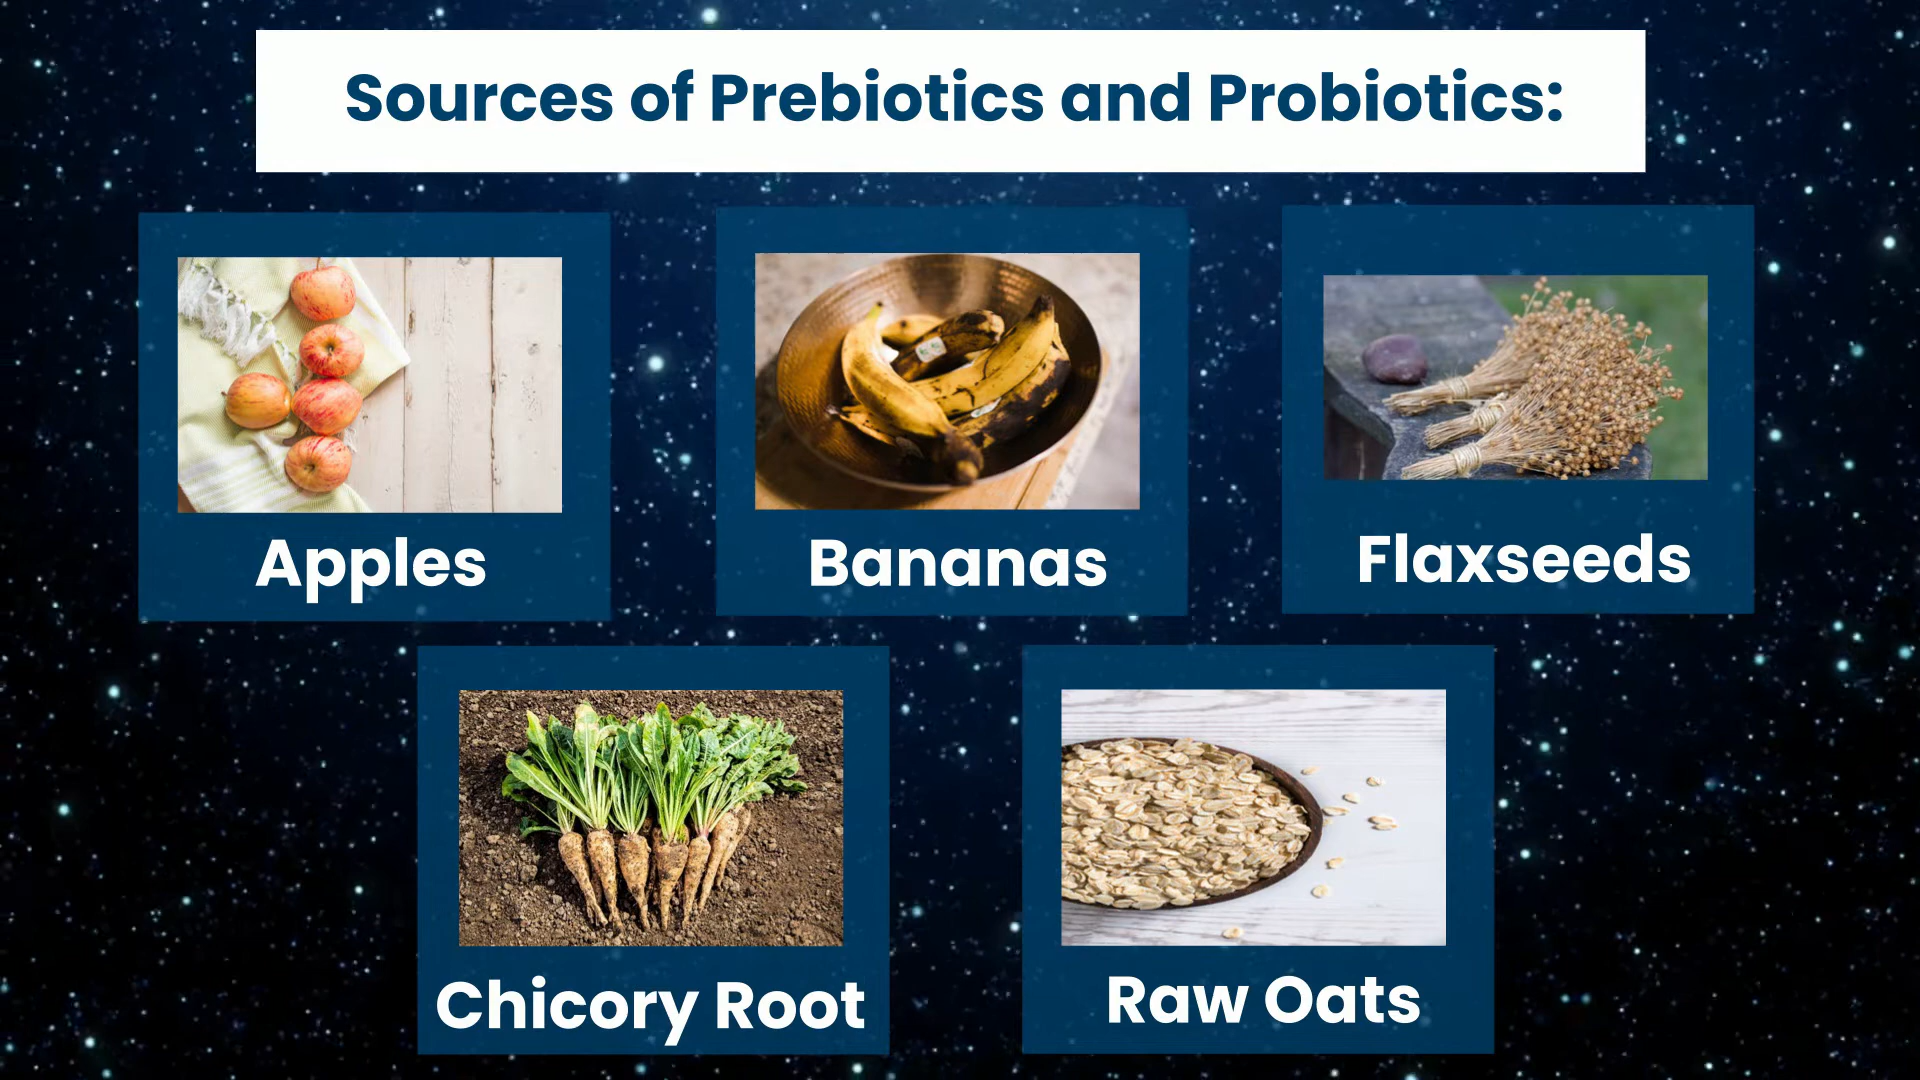 Sources of Prebiotics and Probiotics:
Apples
Bananas
Flaxseeds
Chicory Root
Raw Oats